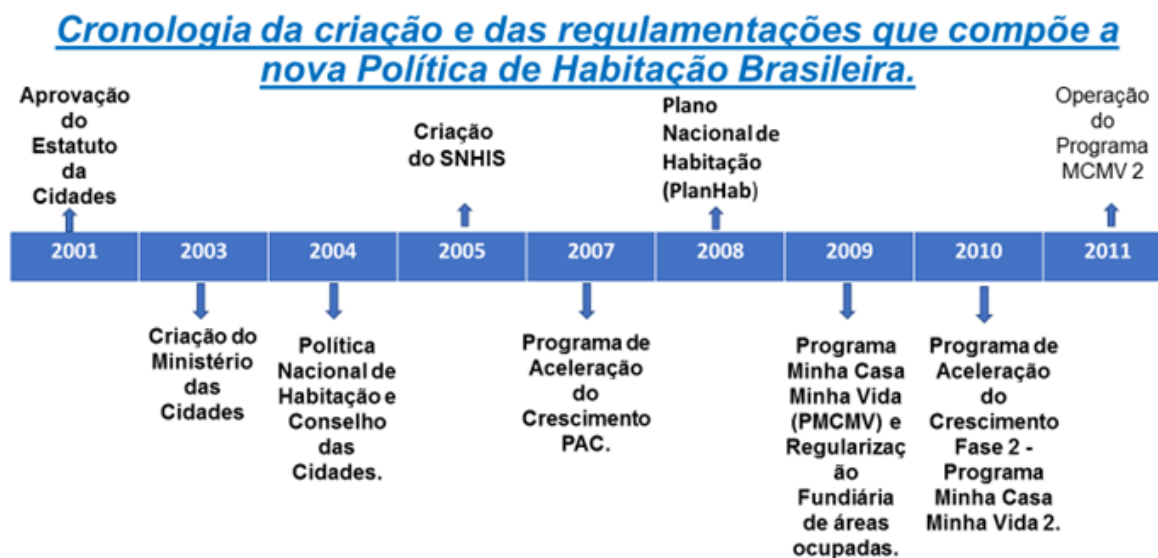 Cronologia da criação e das regulamentações que compõe a
nova Política de Habitação Brasileira.
Aprovação
do
Estatuto
da
Cidades
Criação
do SNHIS
Plano
Nacional de
Habitação
(PlanHab)
Operação
do
Programa
MCMV 2
2001 2003 2004 2005 2007 2008 2009 2010 2011
Criação do
Ministério
das
Cidades
Política
Nacional de
Habitação e
Conselho
das
Cidades.
Programa de
Aceleração
do
Crescimento
PAC.
Programa
Minha Casa
Minha Vida
(PMCMV) e
Regularizaç
ão
Fundiária
de áreas
ocupadas.
Programa de
Aceleração
do
Crescimento
Fase 2 -
Programa
Minha Casa
Minha Vida 2.